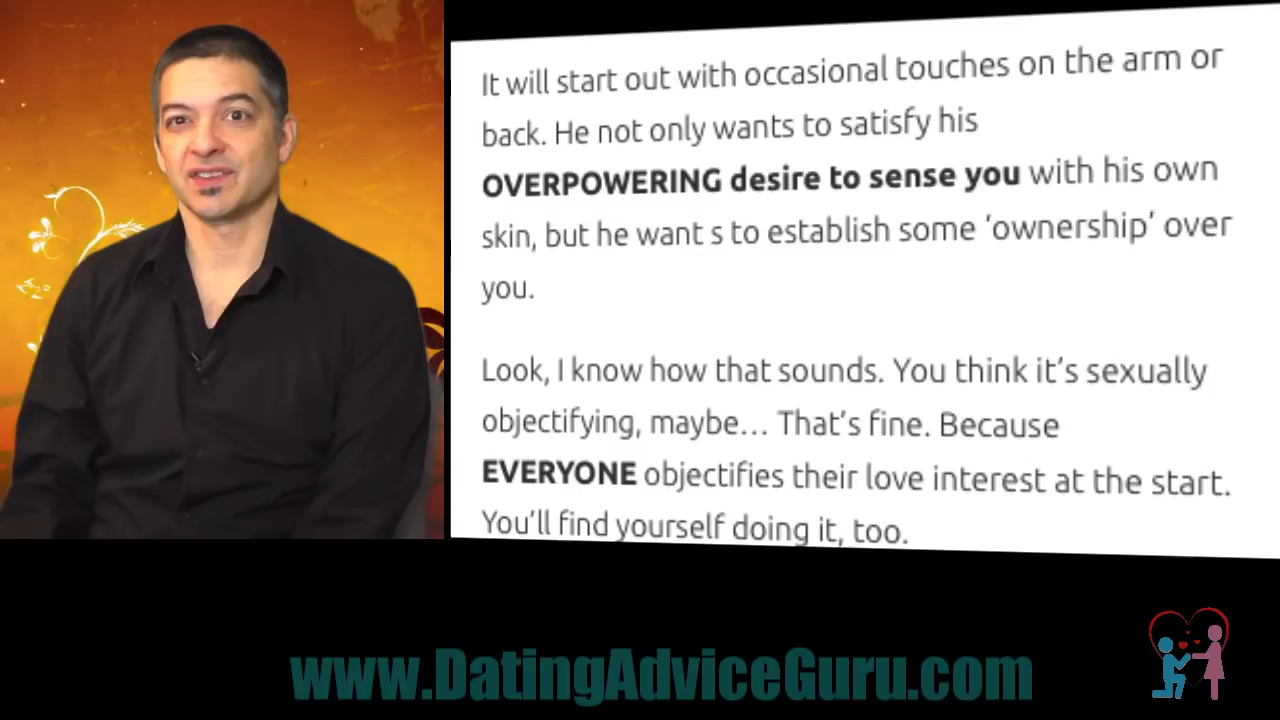 It will start out with occasional touches on the arm or
back. He not only wants to satisfy his
OVERPOWERING desire to sense you with his own
skin, but he want s to establish some ‘ownership’ over
you.
Look, I know how that sounds. You think it’s sexually
objectifying, maybe… That’s fine. Because
EVERYONE objectifies their love interest at the start.
You’ll find yourself doing it, too.
www.DatingAdviceGuru.com